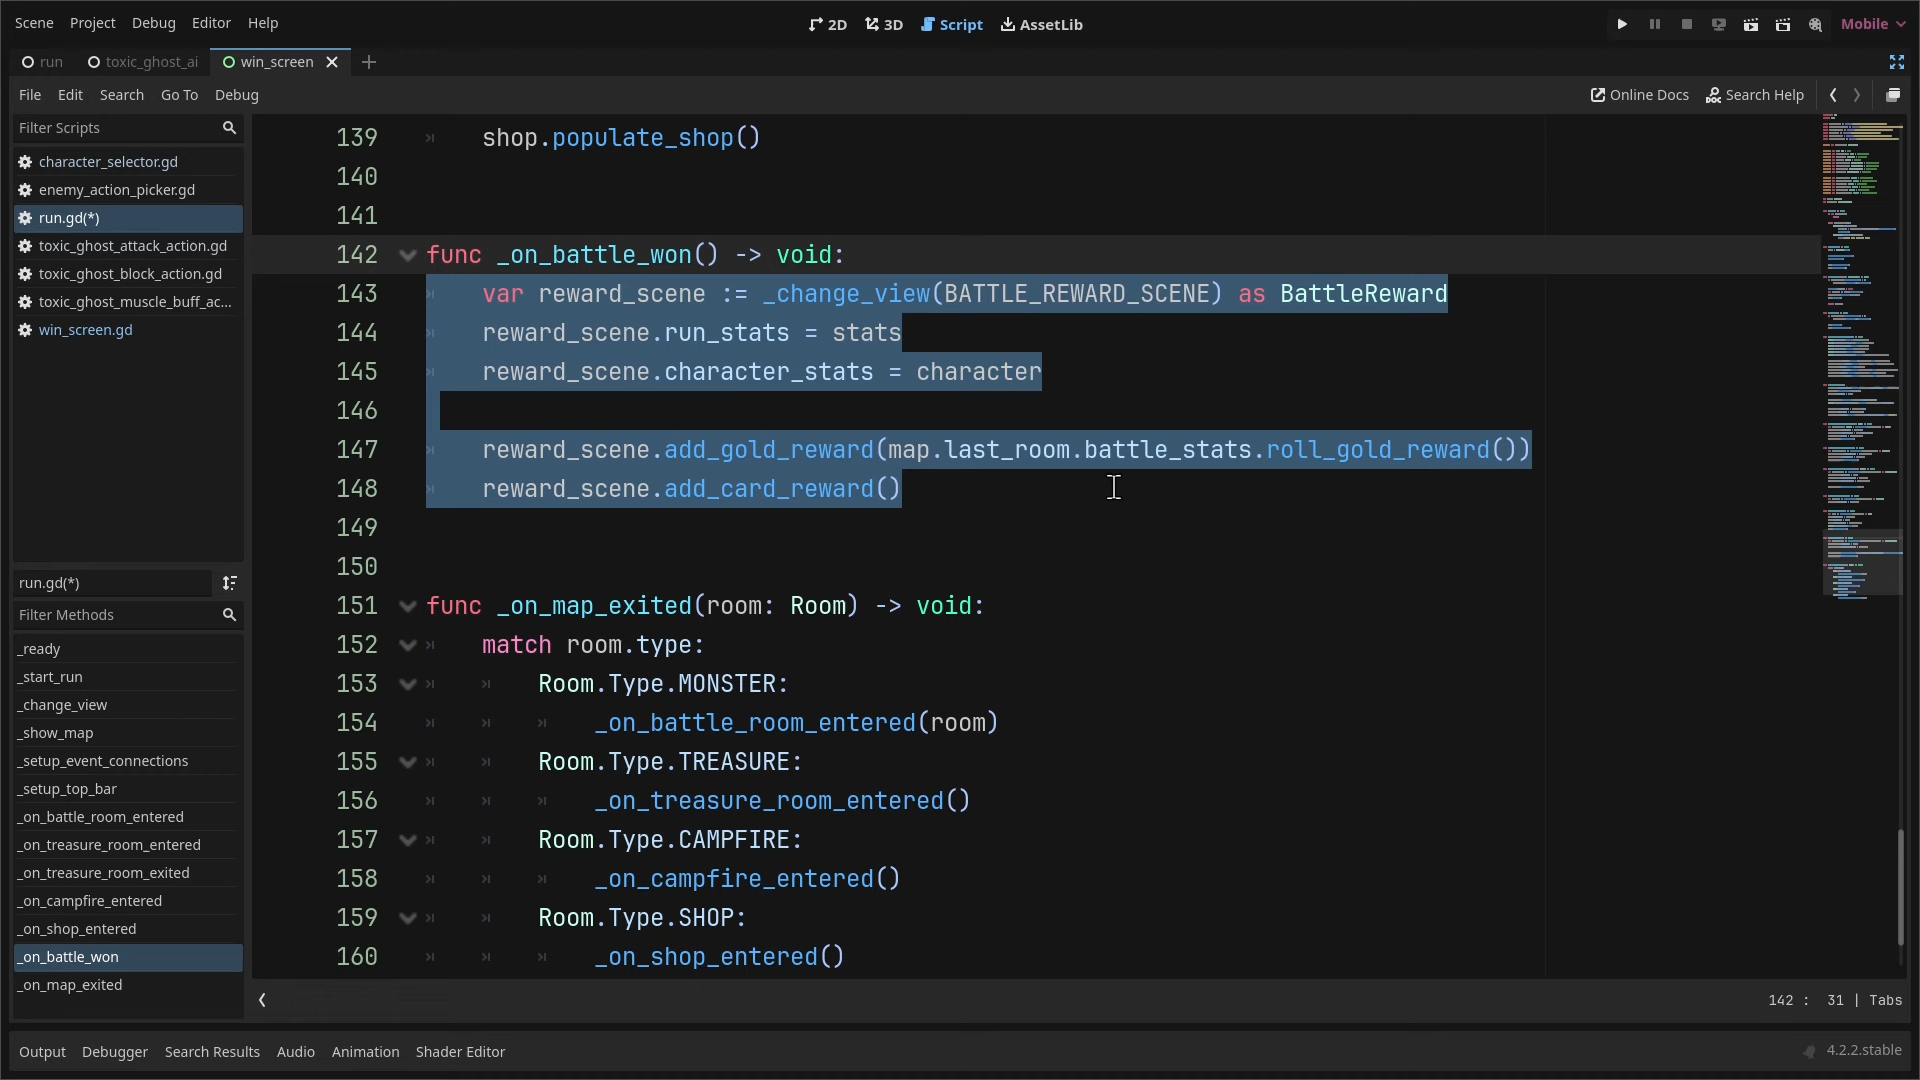 Scene Project Debug Editor Help
2D 3D Script AssetLib
Mobile
run toxic_ghost_ai win_screen
File Edit Search Go To Debug
Online Docs Search Help
Filter Scripts
character_selector.gd
enemy_action_picker.gd
run.gd(*)
toxic_ghost_attack_action.gd
toxic_ghost_block_action.gd
toxic_ghost_muscle_buff_ac...
win_screen.gd
run.gd(*)
Filter Methods
_ready
_start_run
_change_view
_show_map
_setup_event_connections
_setup_top_bar
_on_battle_room_entered
_on_treasure_room_entered
_on_treasure_room_exited
_on_campfire_entered
_on_shop_entered
_on_battle_won
_on_map_exited
139 shop.populate_shop()
140
141
142 func _on_battle_won() -> void:
143 var reward_scene := _change_view(BATTLE_REWARD_SCENE) as BattleReward
144 reward_scene.run_stats = stats
145 reward_scene.character_stats = character
146
147 reward_scene.add_gold_reward(map.last_room.battle_stats.roll_gold_reward())
148 reward_scene.add_card_reward()
149
150
151 func _on_map_exited(room: Room) -> void:
152 match room.type:
153 Room.Type.MONSTER:
154 _on_battle_room_entered(room)
155 Room.Type.TREASURE:
156 _on_treasure_room_entered()
157 Room.Type.CAMPFIRE:
158 _on_campfire_entered()
159 Room.Type.SHOP:
160 _on_shop_entered()
142 : 31 | Tabs
Output Debugger Search Results Audio Animation Shader Editor
4.2.2.stable